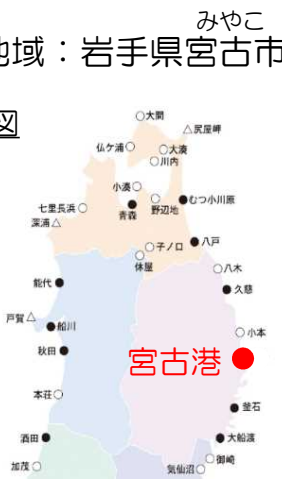 みやこ
地域：岩手県宮古市
図
○大間
△尻屋岬
仏ヶ浦○
○大湊
○川内
小湊○
七里長浜○
●青森
○野辺地
●むつ小川原
深浦△
○子ノ口
●八戸
休屋○
○八木
能代●
●久慈
戸賀△
●船川
○小本
秋田●
宮古港●
本荘○
●釜石
酒田●
●大船渡
加茂○
○御崎
気仙沼○